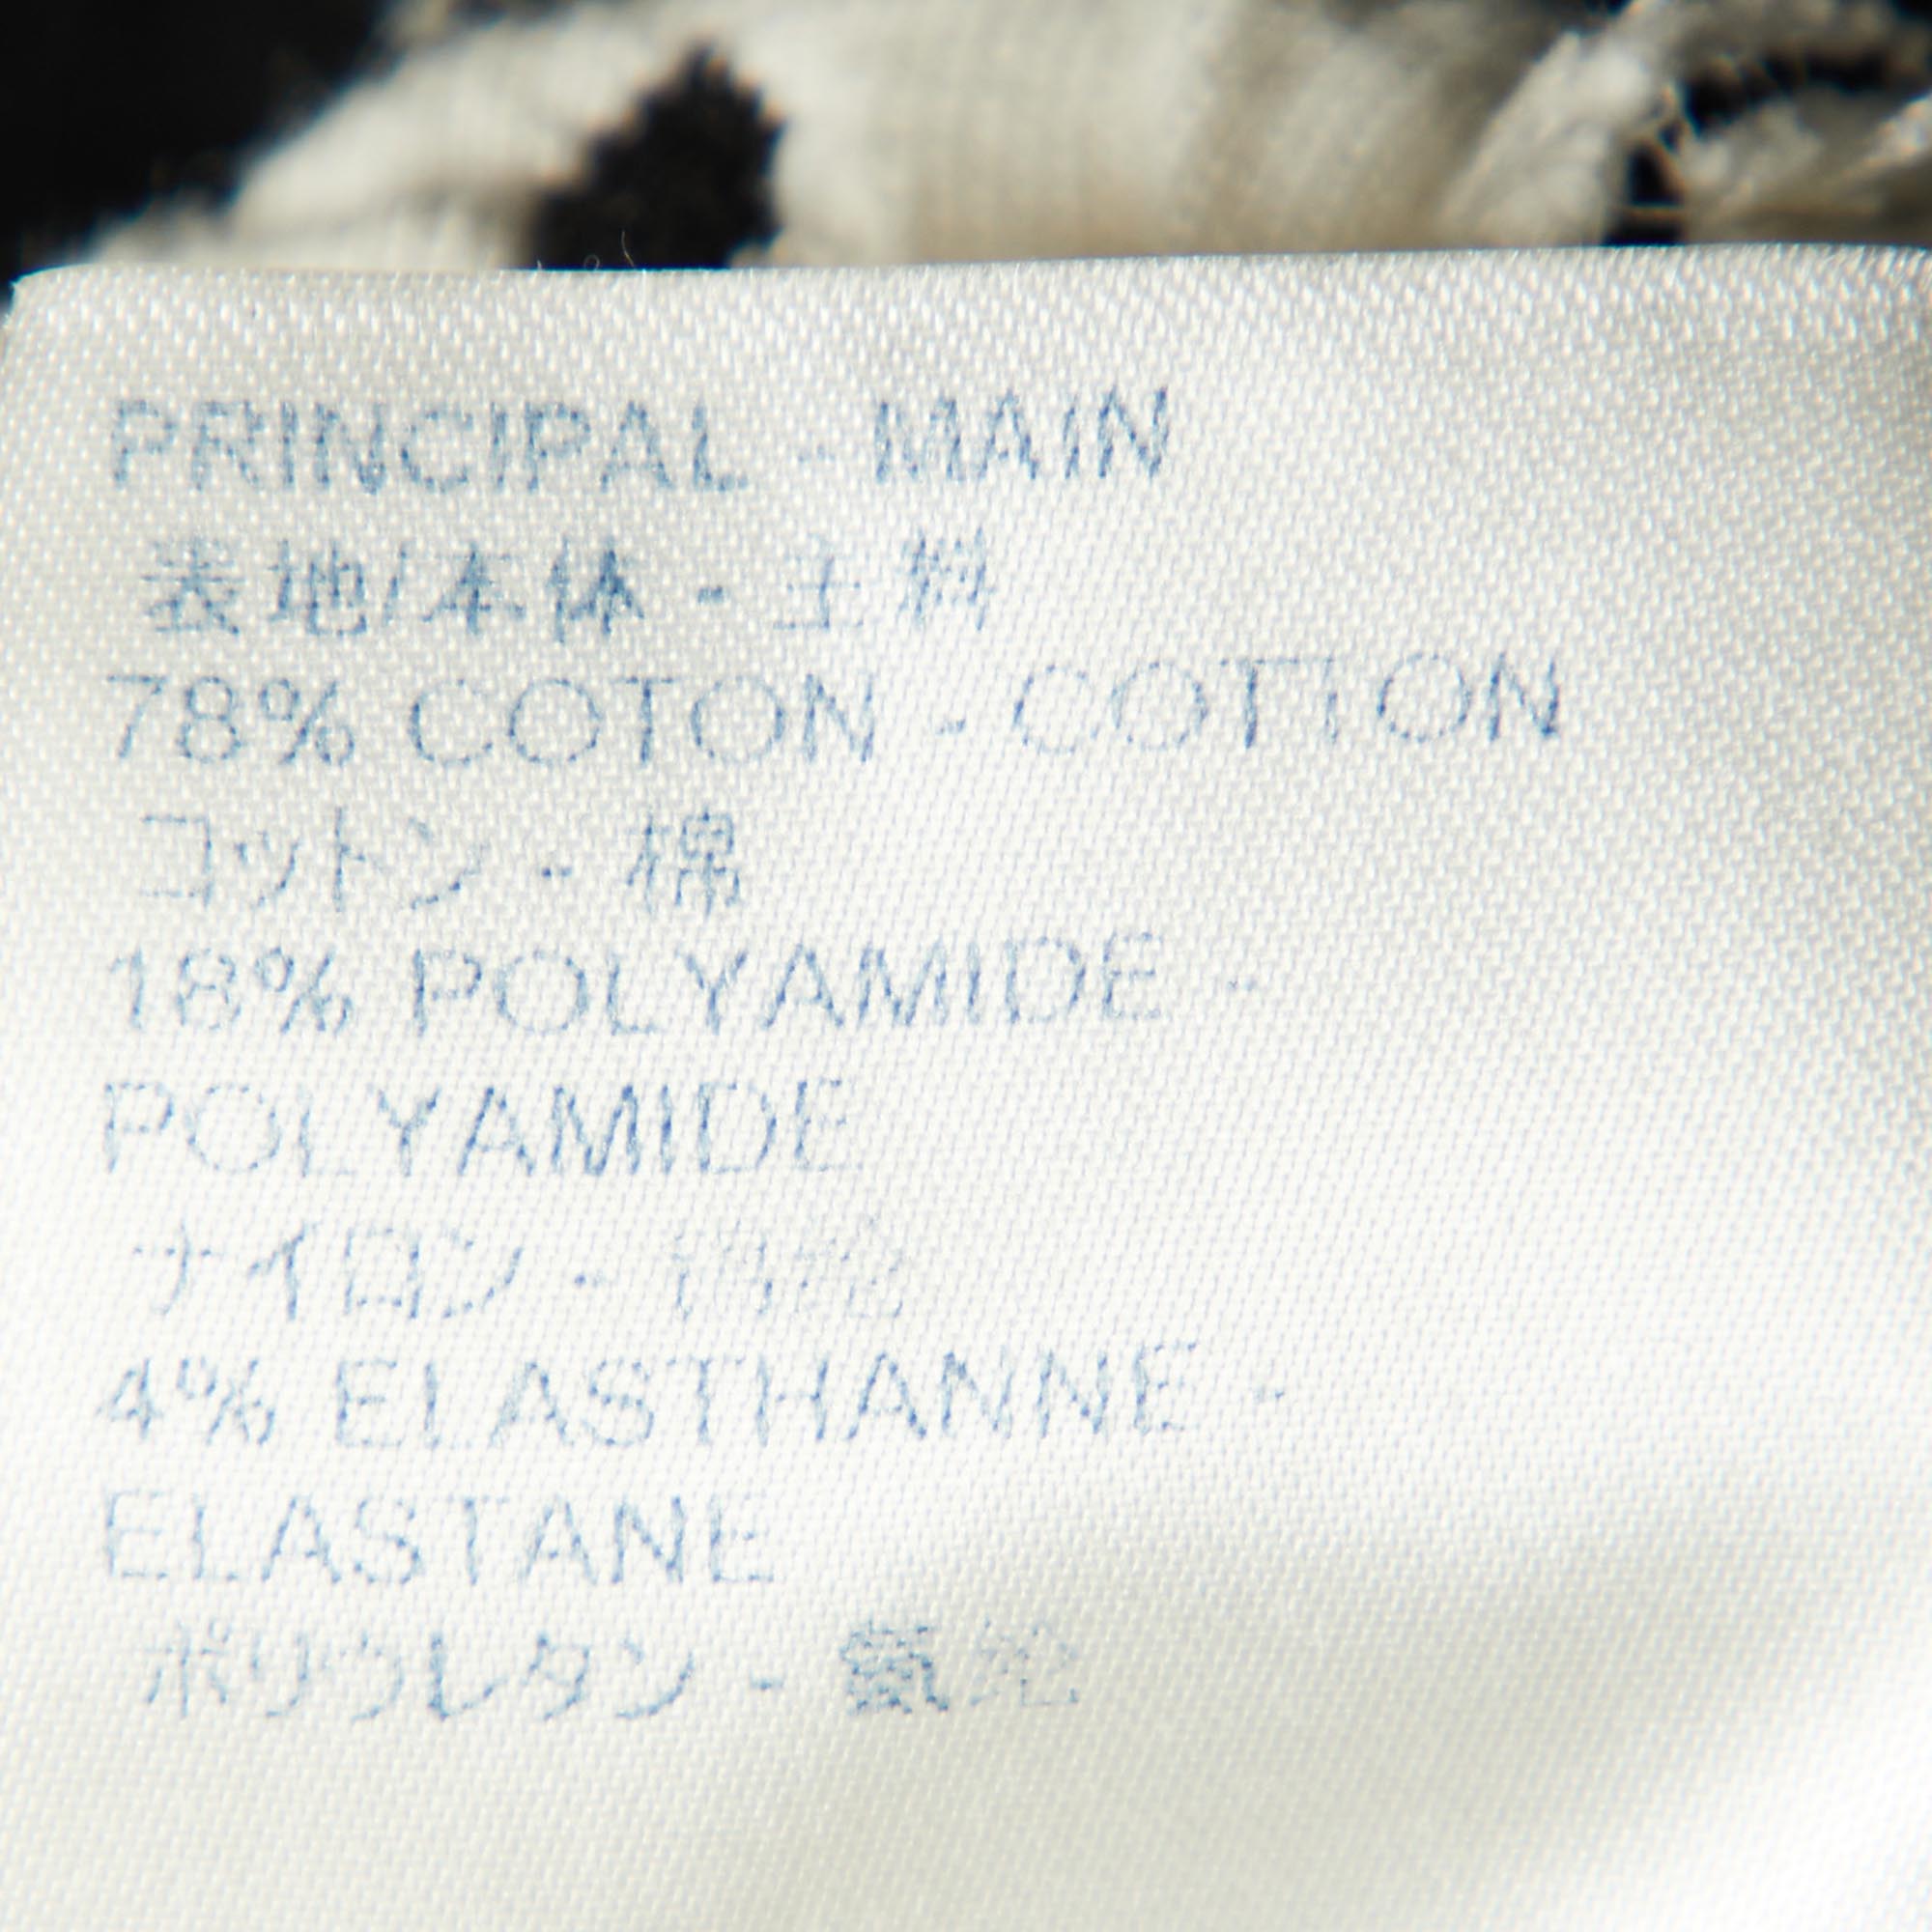 PRINCIPAL - MAIN
表地/本体 - 主料
78% COTON - COTTON
コットン - 棉
18% POLYAMIDE -
POLYAMIDE
ナイロン - 锦纶
4% ELASTHANNE -
ELASTANE
ポリウレタン - 氨纶